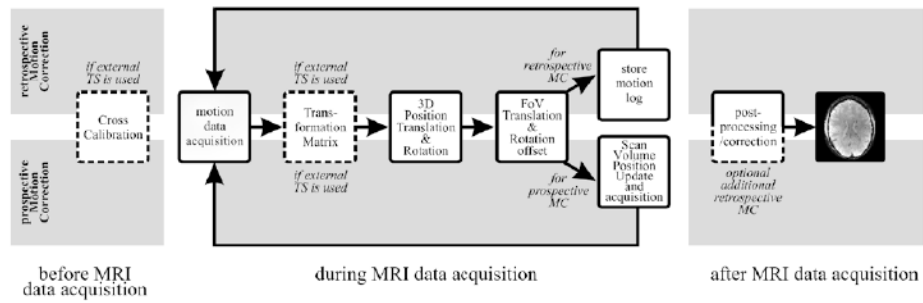 retrospective
Motion
Correction
prospective
Motion
Correction
if external
TS is used
Cross
Calibration
motion
data
acquisition
if external
TS is used
Trans-
formation
Matrix
if external
TS is used
3D
Position
Translation
&
Rotation
FoV
Translation
&
Rotation
offset
for
retrospective
MC
for
prospective
MC
store
motion
log
Scan
Volume
Position
Update
and
acquisition
post-
processing
/correction
optional
additional
retrospective
MC
before MRI
data acquisition
during MRI data acquisition
after MRI data acquisition